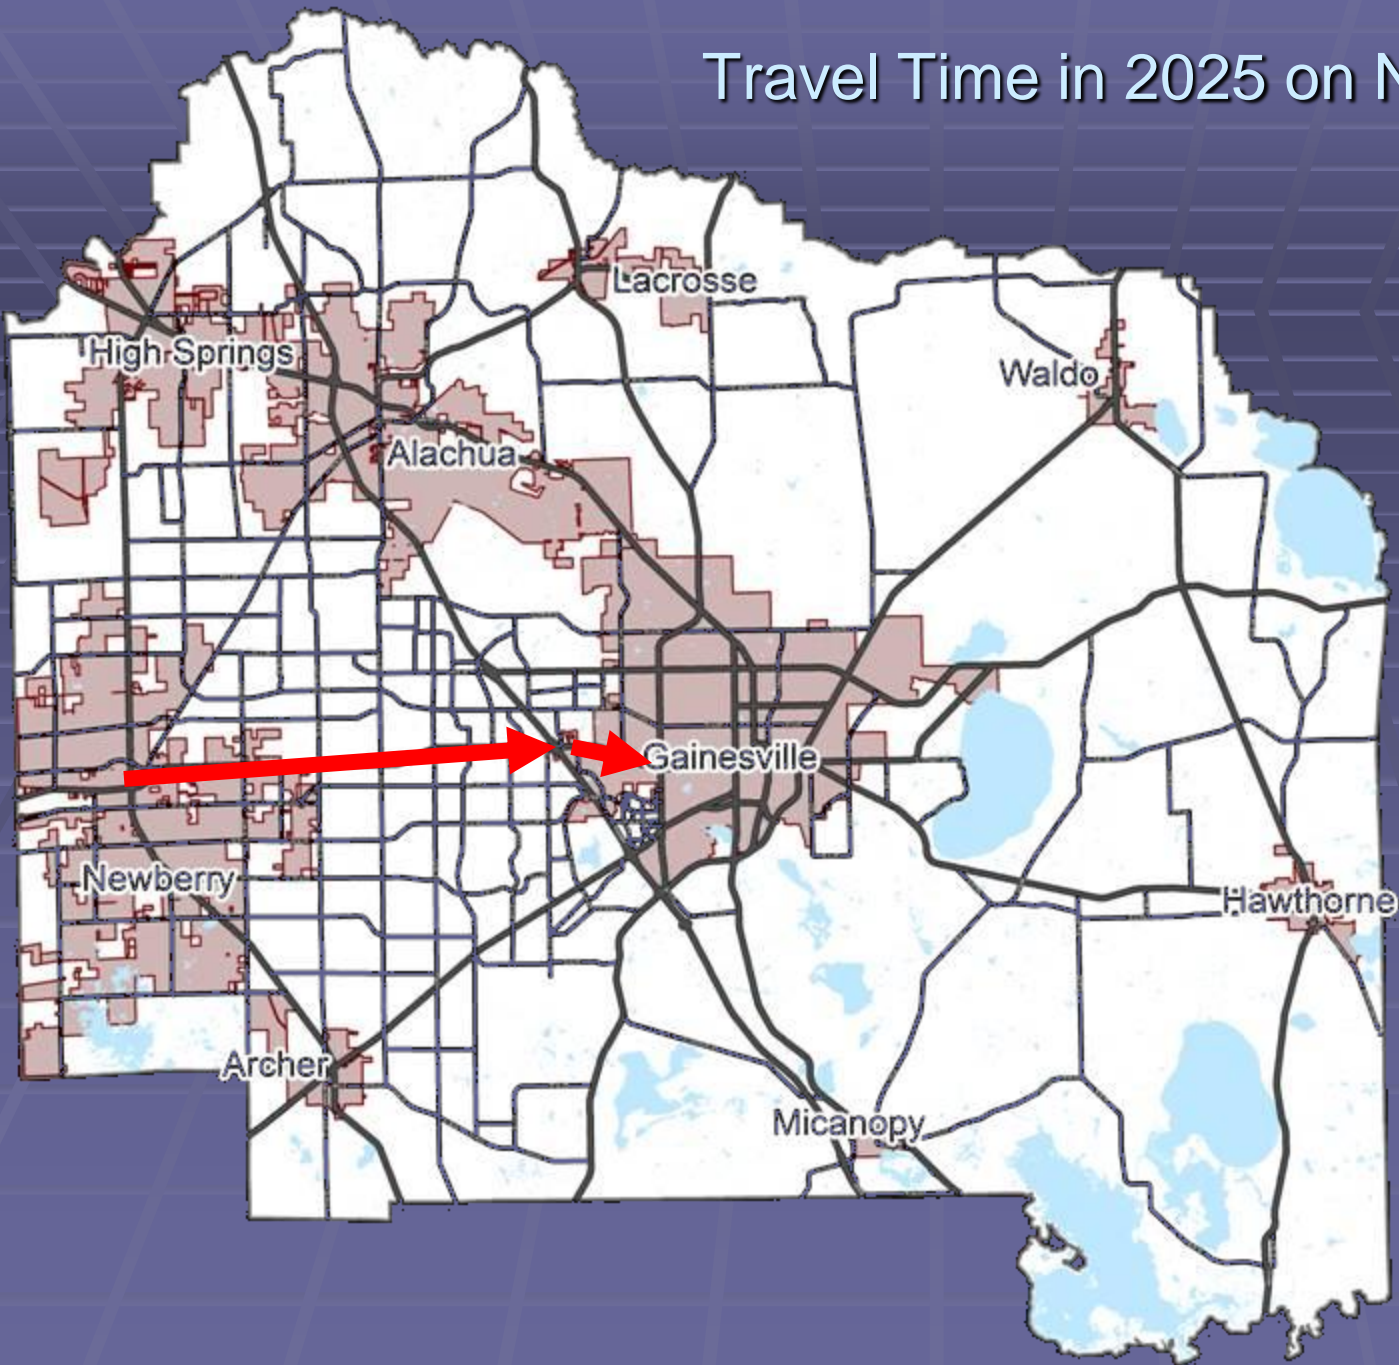 Travel Time in 2025 on N
Lacrosse
High Springs
Waldo
Alachua
Gainesville
Newberry
Hawthorne
Archer
Micanopy